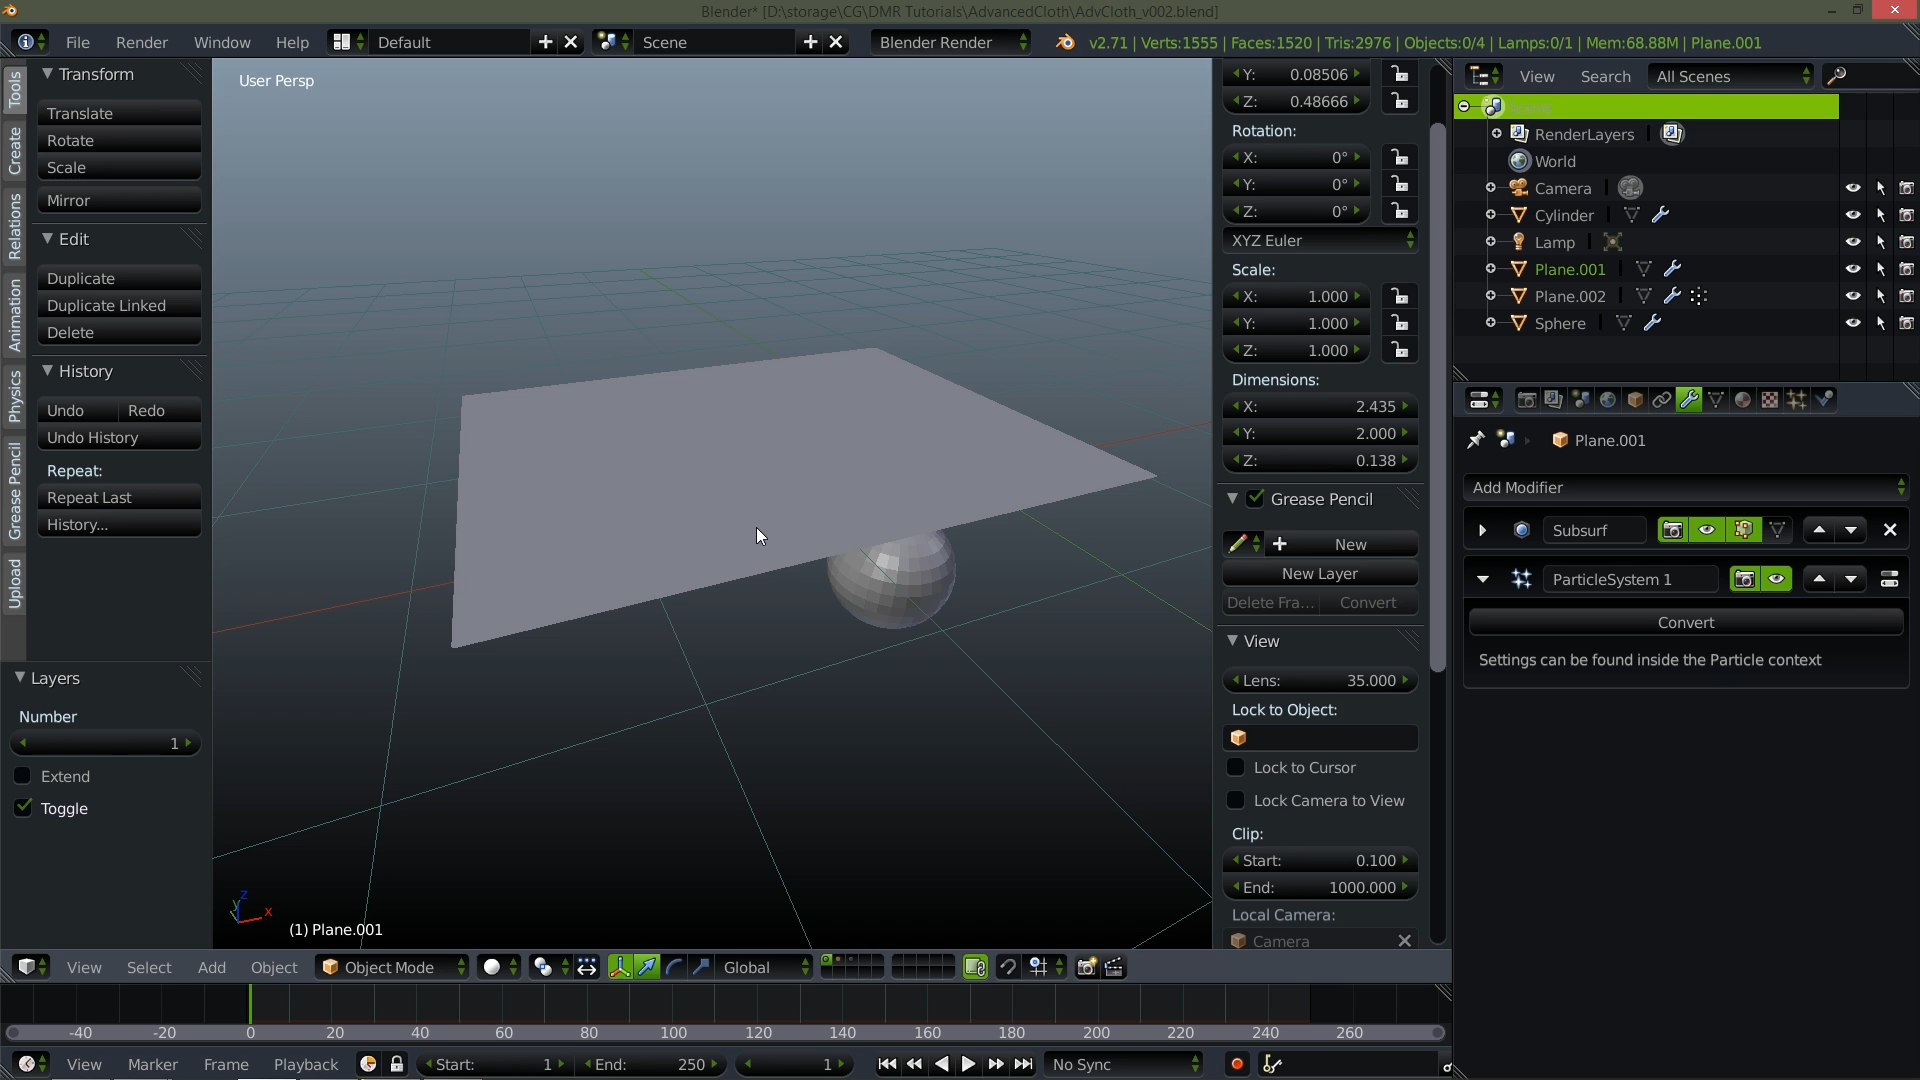 Blender* [D:\storage\CG\DMR Tutorials\AdvancedCloth\AdvCloth_v002.blend]
File Render Window Help Default Scene Blender Render v2.71 | Verts:1555 | Faces:1520 | Tris:2976 | Objects:0/4 | Lamps:0/1 | Mem:68.88M | Plane.001
Tools
Create
Relations
Animation
Physics
Grease Pencil
Upload
Transform
Translate
Rotate
Scale
Mirror
Edit
Duplicate
Duplicate Linked
Delete
History
Undo Redo
Undo History
Repeat:
Repeat Last
History...
Layers
Number
1
Extend
Toggle
User Persp
z
y
x
(1) Plane.001
Y: 0.08506
Z: 0.48666
Rotation:
X: 0°
Y: 0°
Z: 0°
XYZ Euler
Scale:
X: 1.000
Y: 1.000
Z: 1.000
Dimensions:
X: 2.435
Y: 2.000
Z: 0.138
Grease Pencil
New
New Layer
Delete Fra... Convert
View
Lens: 35.000
Lock to Object:
Lock to Cursor
Lock Camera to View
Clip:
Start: 0.100
End: 1000.000
Local Camera:
Camera
View Search All Scenes
RenderLayers
World
Camera
Cylinder
Lamp
Plane.001
Plane.002
Sphere
Plane.001
Add Modifier
Subsurf
ParticleSystem 1
Convert
Settings can be found inside the Particle context
View Select Add Object Object Mode Global
-40 -20 0 20 40 60 80 100 120 140 160 180 200 220 240 260
View Marker Frame Playback Start: 1 End: 250 1 No Sync